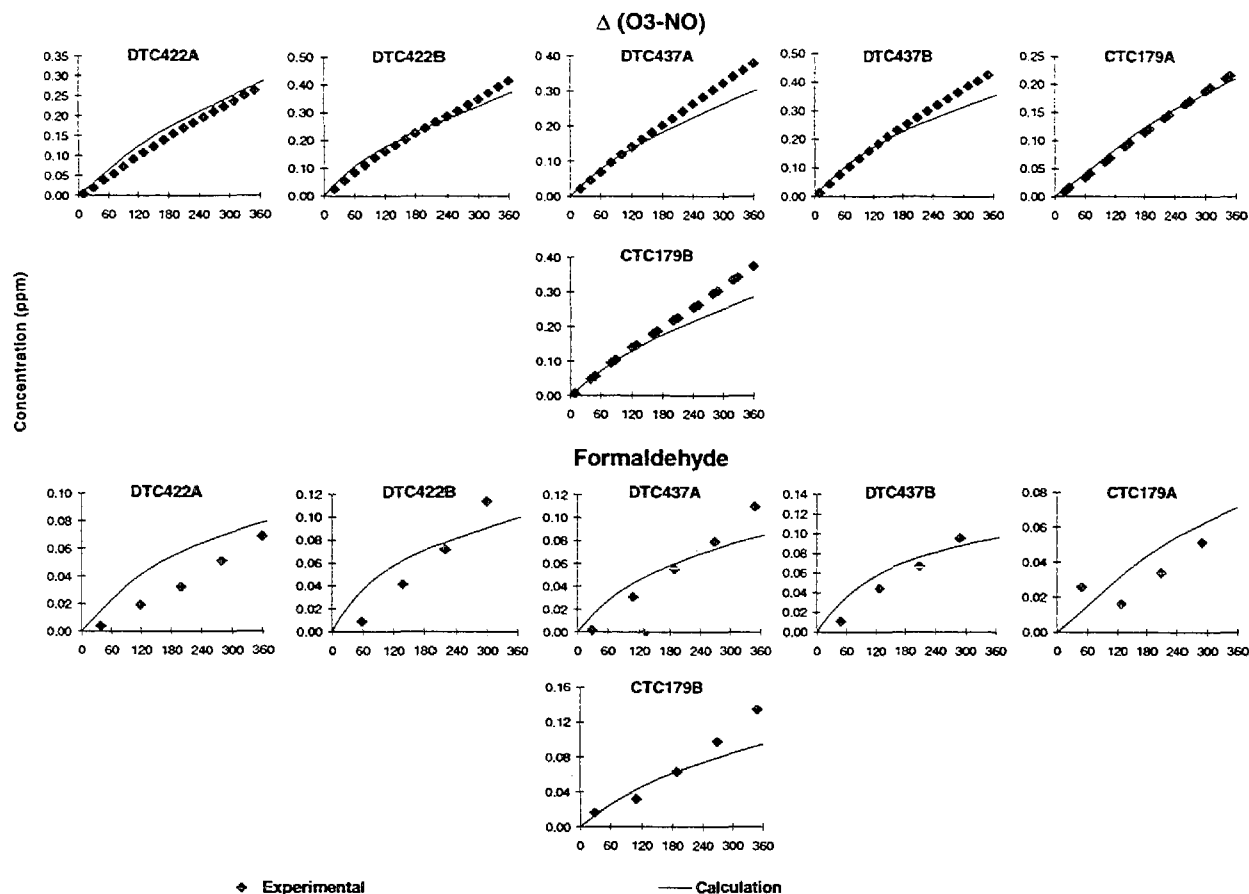 Δ (O3-NO)
DTC422A
0.35
0.30
0.25
0.20
0.15
0.10
0.05
0.00
0 60 120 180 240 300 360
DTC422B
0.50
0.40
0.30
0.20
0.10
0.00
0 60 120 180 240 300 360
DTC437A
0.40
0.30
0.20
0.10
0.00
0 60 120 180 240 300 360
DTC437B
0.50
0.40
0.30
0.20
0.10
0.00
0 60 120 180 240 300 360
CTC179A
0.25
0.20
0.15
0.10
0.05
0.00
0 60 120 180 240 300 360
CTC179B
0.40
0.30
0.20
0.10
0.00
0 60 120 180 240 300 360
Concentration (ppm)
Formaldehyde
DTC422A
0.10
0.08
0.06
0.04
0.02
0.00
0 60 120 180 240 300 360
DTC422B
0.12
0.10
0.08
0.06
0.04
0.02
0.00
0 60 120 180 240 300 360
DTC437A
0.12
0.10
0.08
0.06
0.04
0.02
0.00
0 60 120 180 240 300 360
DTC437B
0.14
0.12
0.10
0.08
0.06
0.04
0.02
0.00
0 60 120 180 240 300 360
CTC179A
0.08
0.06
0.04
0.02
0.00
0 60 120 180 240 300 360
CTC179B
0.16
0.12
0.08
0.04
0.00
0 60 120 180 240 300 360
Experimental
Calculation